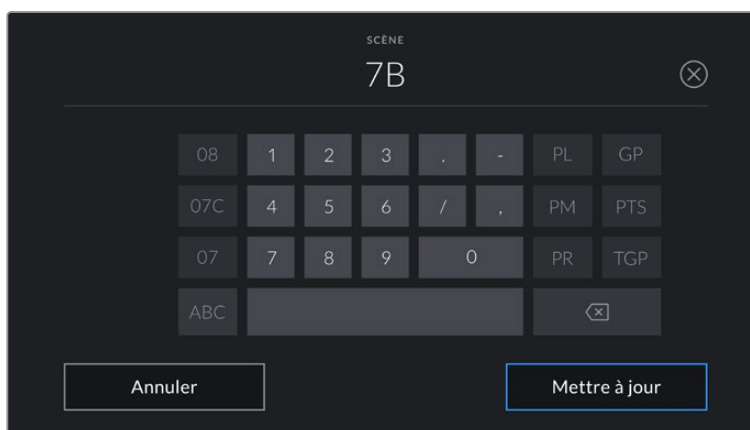 SCÈNE
7B
08 1 2 3 . - PL GP
07C 4 5 6 / , PM PTS
07 7 8 9 0 PR TGP
ABC
Annuler Mettre à jour